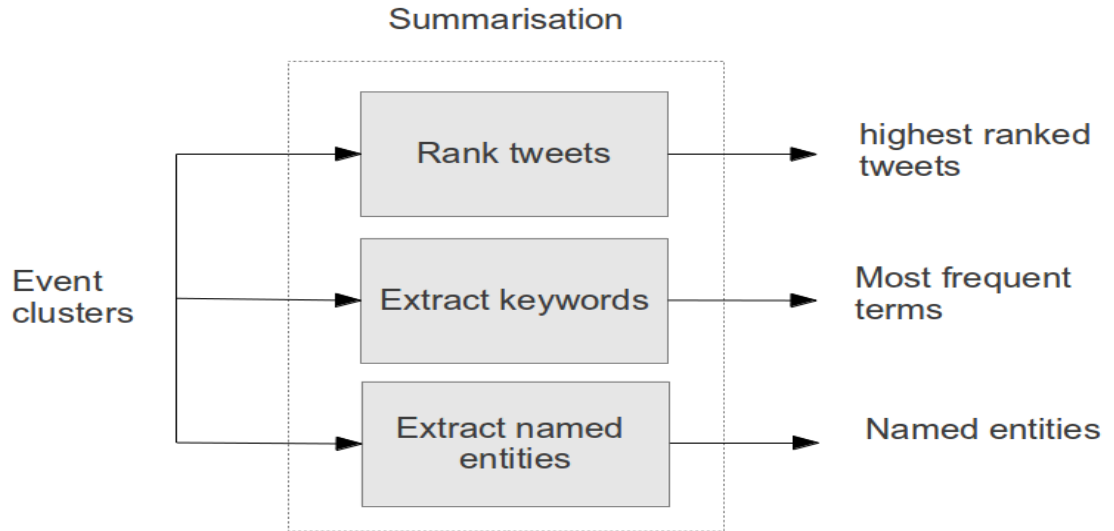 Summarisation
Rank tweets
highest ranked
tweets
Event
clusters
Extract keywords
Most frequent
terms
Extract named
entities
Named entities